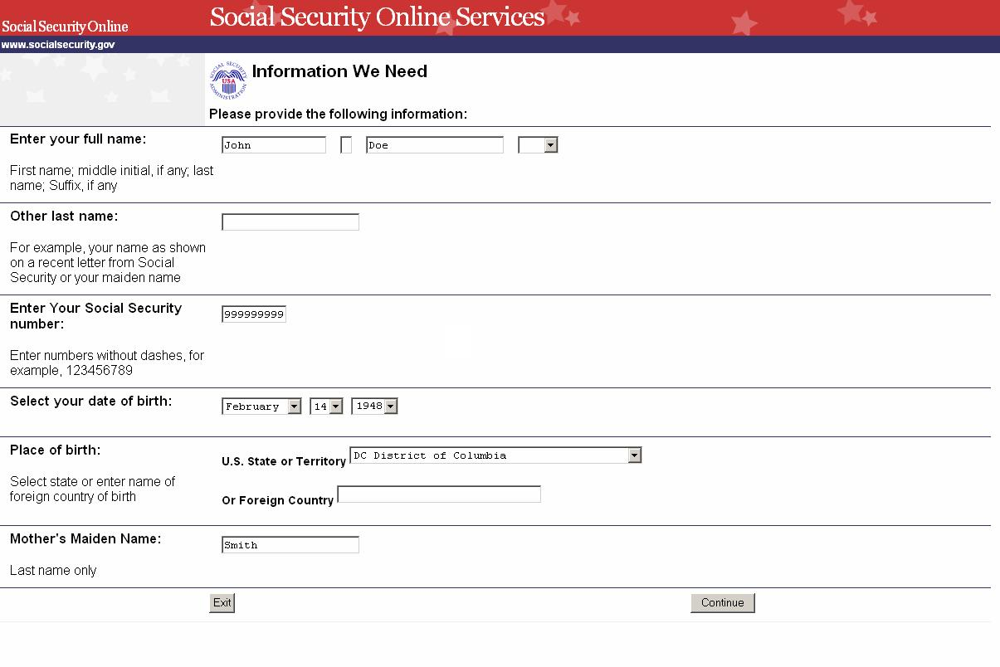 Social Security Online
Social Security Online Services
www.socialsecurity.gov
SOCIAL SECURITY ADMINISTRATION
USA
Information We Need
Please provide the following information:
Enter your full name:
John Doe
First name; middle initial, if any; last
name; Suffix, if any
Other last name:
For example, your name as shown
on a recent letter from Social
Security or your maiden name
Enter Your Social Security
number:
999999999
Enter numbers without dashes, for
example, 123456789
Select your date of birth:
February 14 1948
Place of birth:
U.S. State or Territory DC District of Columbia
Select state or enter name of
foreign country of birth
Or Foreign Country
Mother's Maiden Name:
Smith
Last name only
Exit Continue